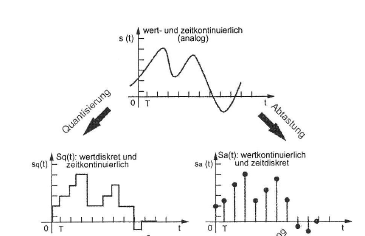 wert- und zeitkontinuierlich
(analog)
s (t)
0 T t
Quantisierung
Abtastung
Sq(t): wertdiskret und
zeitkontinuierlich
sq(t)
0 T t
Sa(t): wertkontinuierlich
und zeitdiskret
sa (t)
0 T t